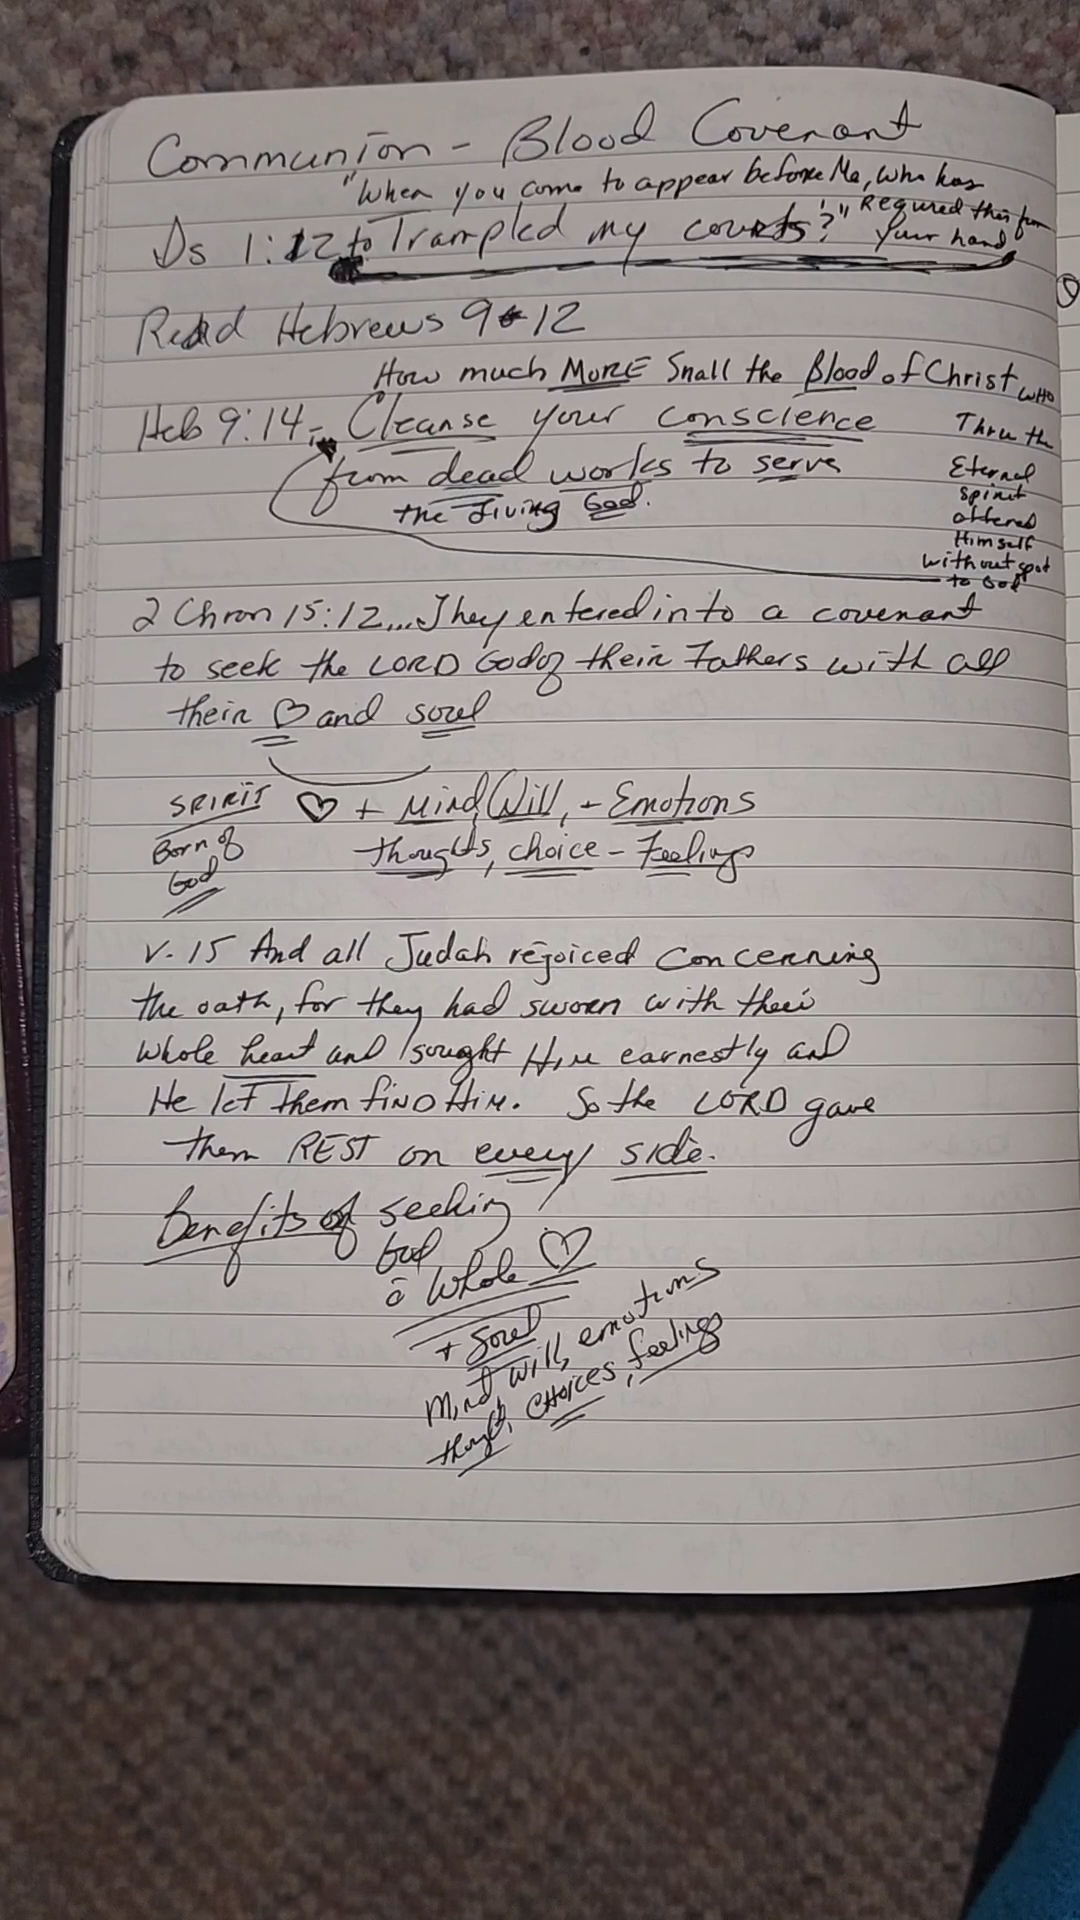 Communion - Blood Covenant
"When you come to appear before Me, who has
Required this from
your hand
Is 1:12 to Trampled my courts?"
Read Hebrews 9 12
How much MORE Shall the Blood of Christ, WHO
Thru the
Eternal
Spirit
offered
Himself
without spot
to God
Heb 9:14 - Cleanse your conscience
from dead works to serve
the Living God.
2 Chron 15:12... They entered into a covenant
to seek the LORD God of their Fathers with all
their ♡ and soul
SPIRIT ♡ + Mind, Will, + Emotions
Born of
God
thoughts, choice - Feelings
v. 15 And all Judah rejoiced concerning
the oath, for they had sworn with their
whole heart and sought Him earnestly and
He let them FIND HIM. So the LORD gave
them REST on every side.
Benefits of seeking
God
c̄ whole ♡
+ Soul
Mind, will, emotions
thought, CHOICES, feelings